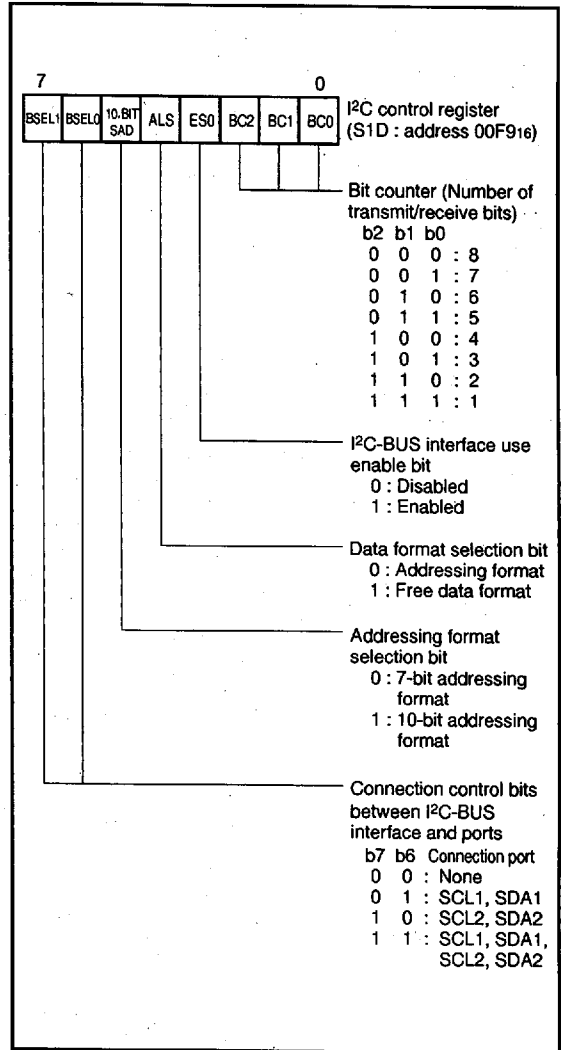 7 0
BSEL1 BSEL0 10 BIT SAD ALS ES0 BC2 BC1 BC0
I²C control register
(S1D : address 00F916)
Bit counter (Number of
transmit/receive bits)
b2 b1 b0
0 0 0 : 8
0 0 1 : 7
0 1 0 : 6
0 1 1 : 5
1 0 0 : 4
1 0 1 : 3
1 1 0 : 2
1 1 1 : 1
I²C-BUS interface use
enable bit
0 : Disabled
1 : Enabled
Data format selection bit
0 : Addressing format
1 : Free data format
Addressing format
selection bit
0 : 7-bit addressing
format
1 : 10-bit addressing
format
Connection control bits
between I²C-BUS
interface and ports
b7 b6 Connection port
0 0 : None
0 1 : SCL1, SDA1
1 0 : SCL2, SDA2
1 1 : SCL1, SDA1,
SCL2, SDA2